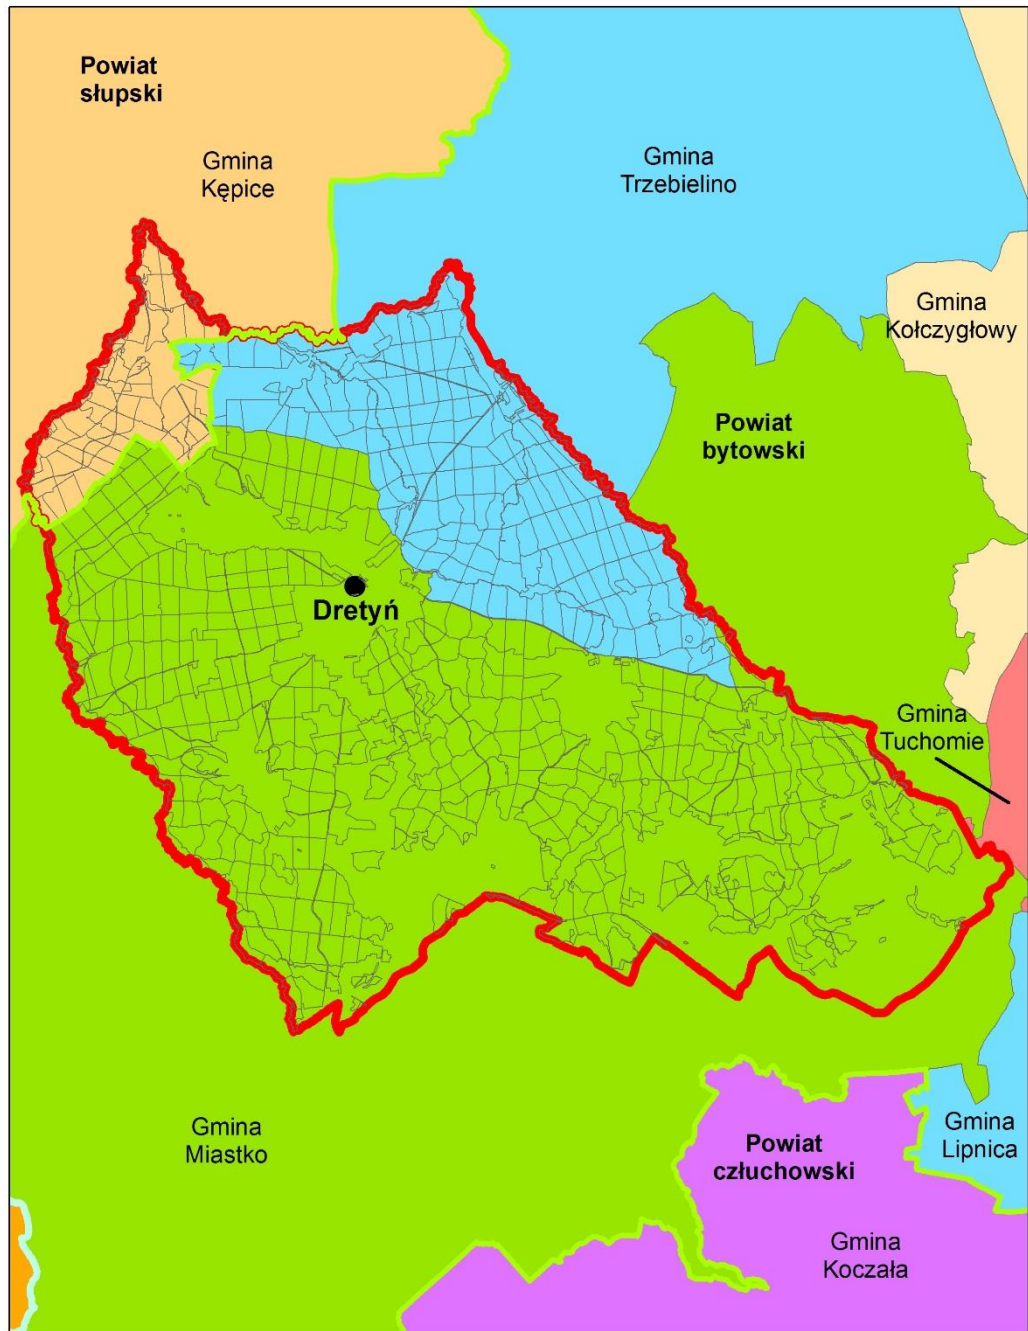 Powiat
słupski
Gmina
Kępice
Gmina
Trzebielino
Gmina
Kołczygłowy
Powiat
bytowski
Dretyń
Gmina
Tuchomie
Gmina
Miastko
Powiat
człuchowski
Gmina
Lipnica
Gmina
Koczała